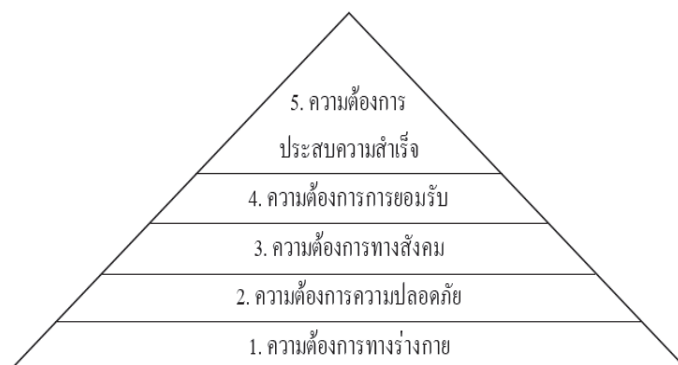 5. ความต้องการ
ประสบความสำเร็จ
4. ความต้องการการยอมรับ
3. ความต้องการทางสังคม
2. ความต้องการความปลอดภัย
1. ความต้องการทางร่างกาย